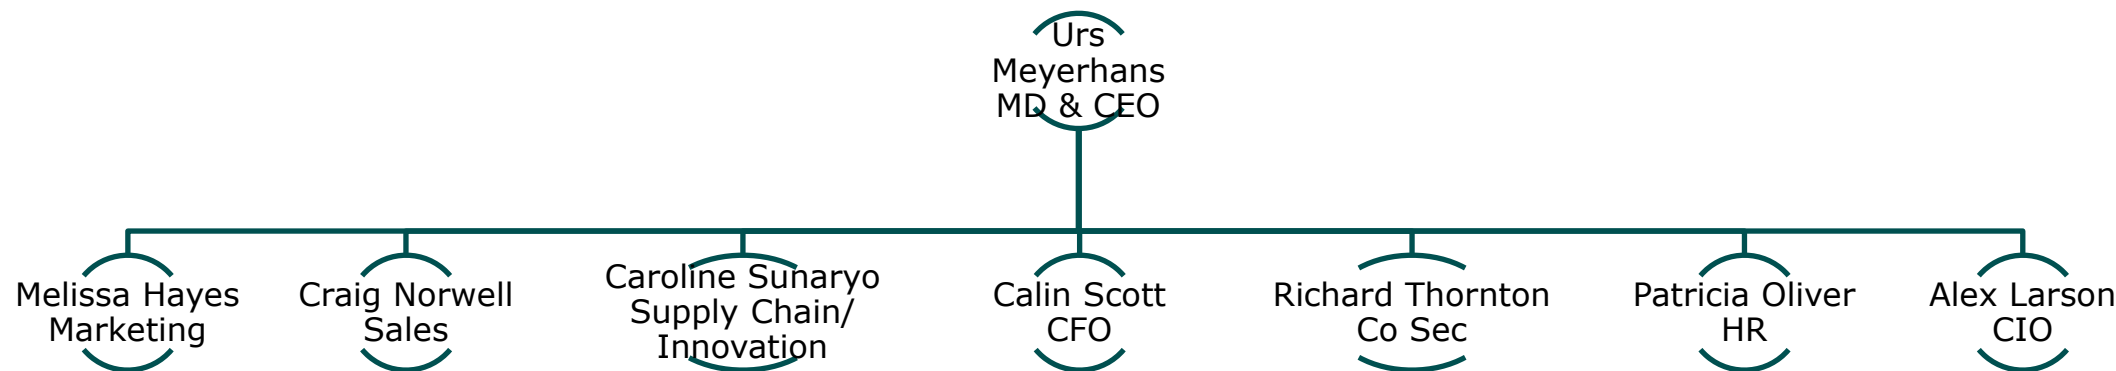 Urs
Meyerhans
MD & CEO
Melissa Hayes
Marketing
Craig Norwell
Sales
Caroline Sunaryo
Supply Chain/
Innovation
Calin Scott
CFO
Richard Thornton
Co Sec
Patricia Oliver
HR
Alex Larson
CIO